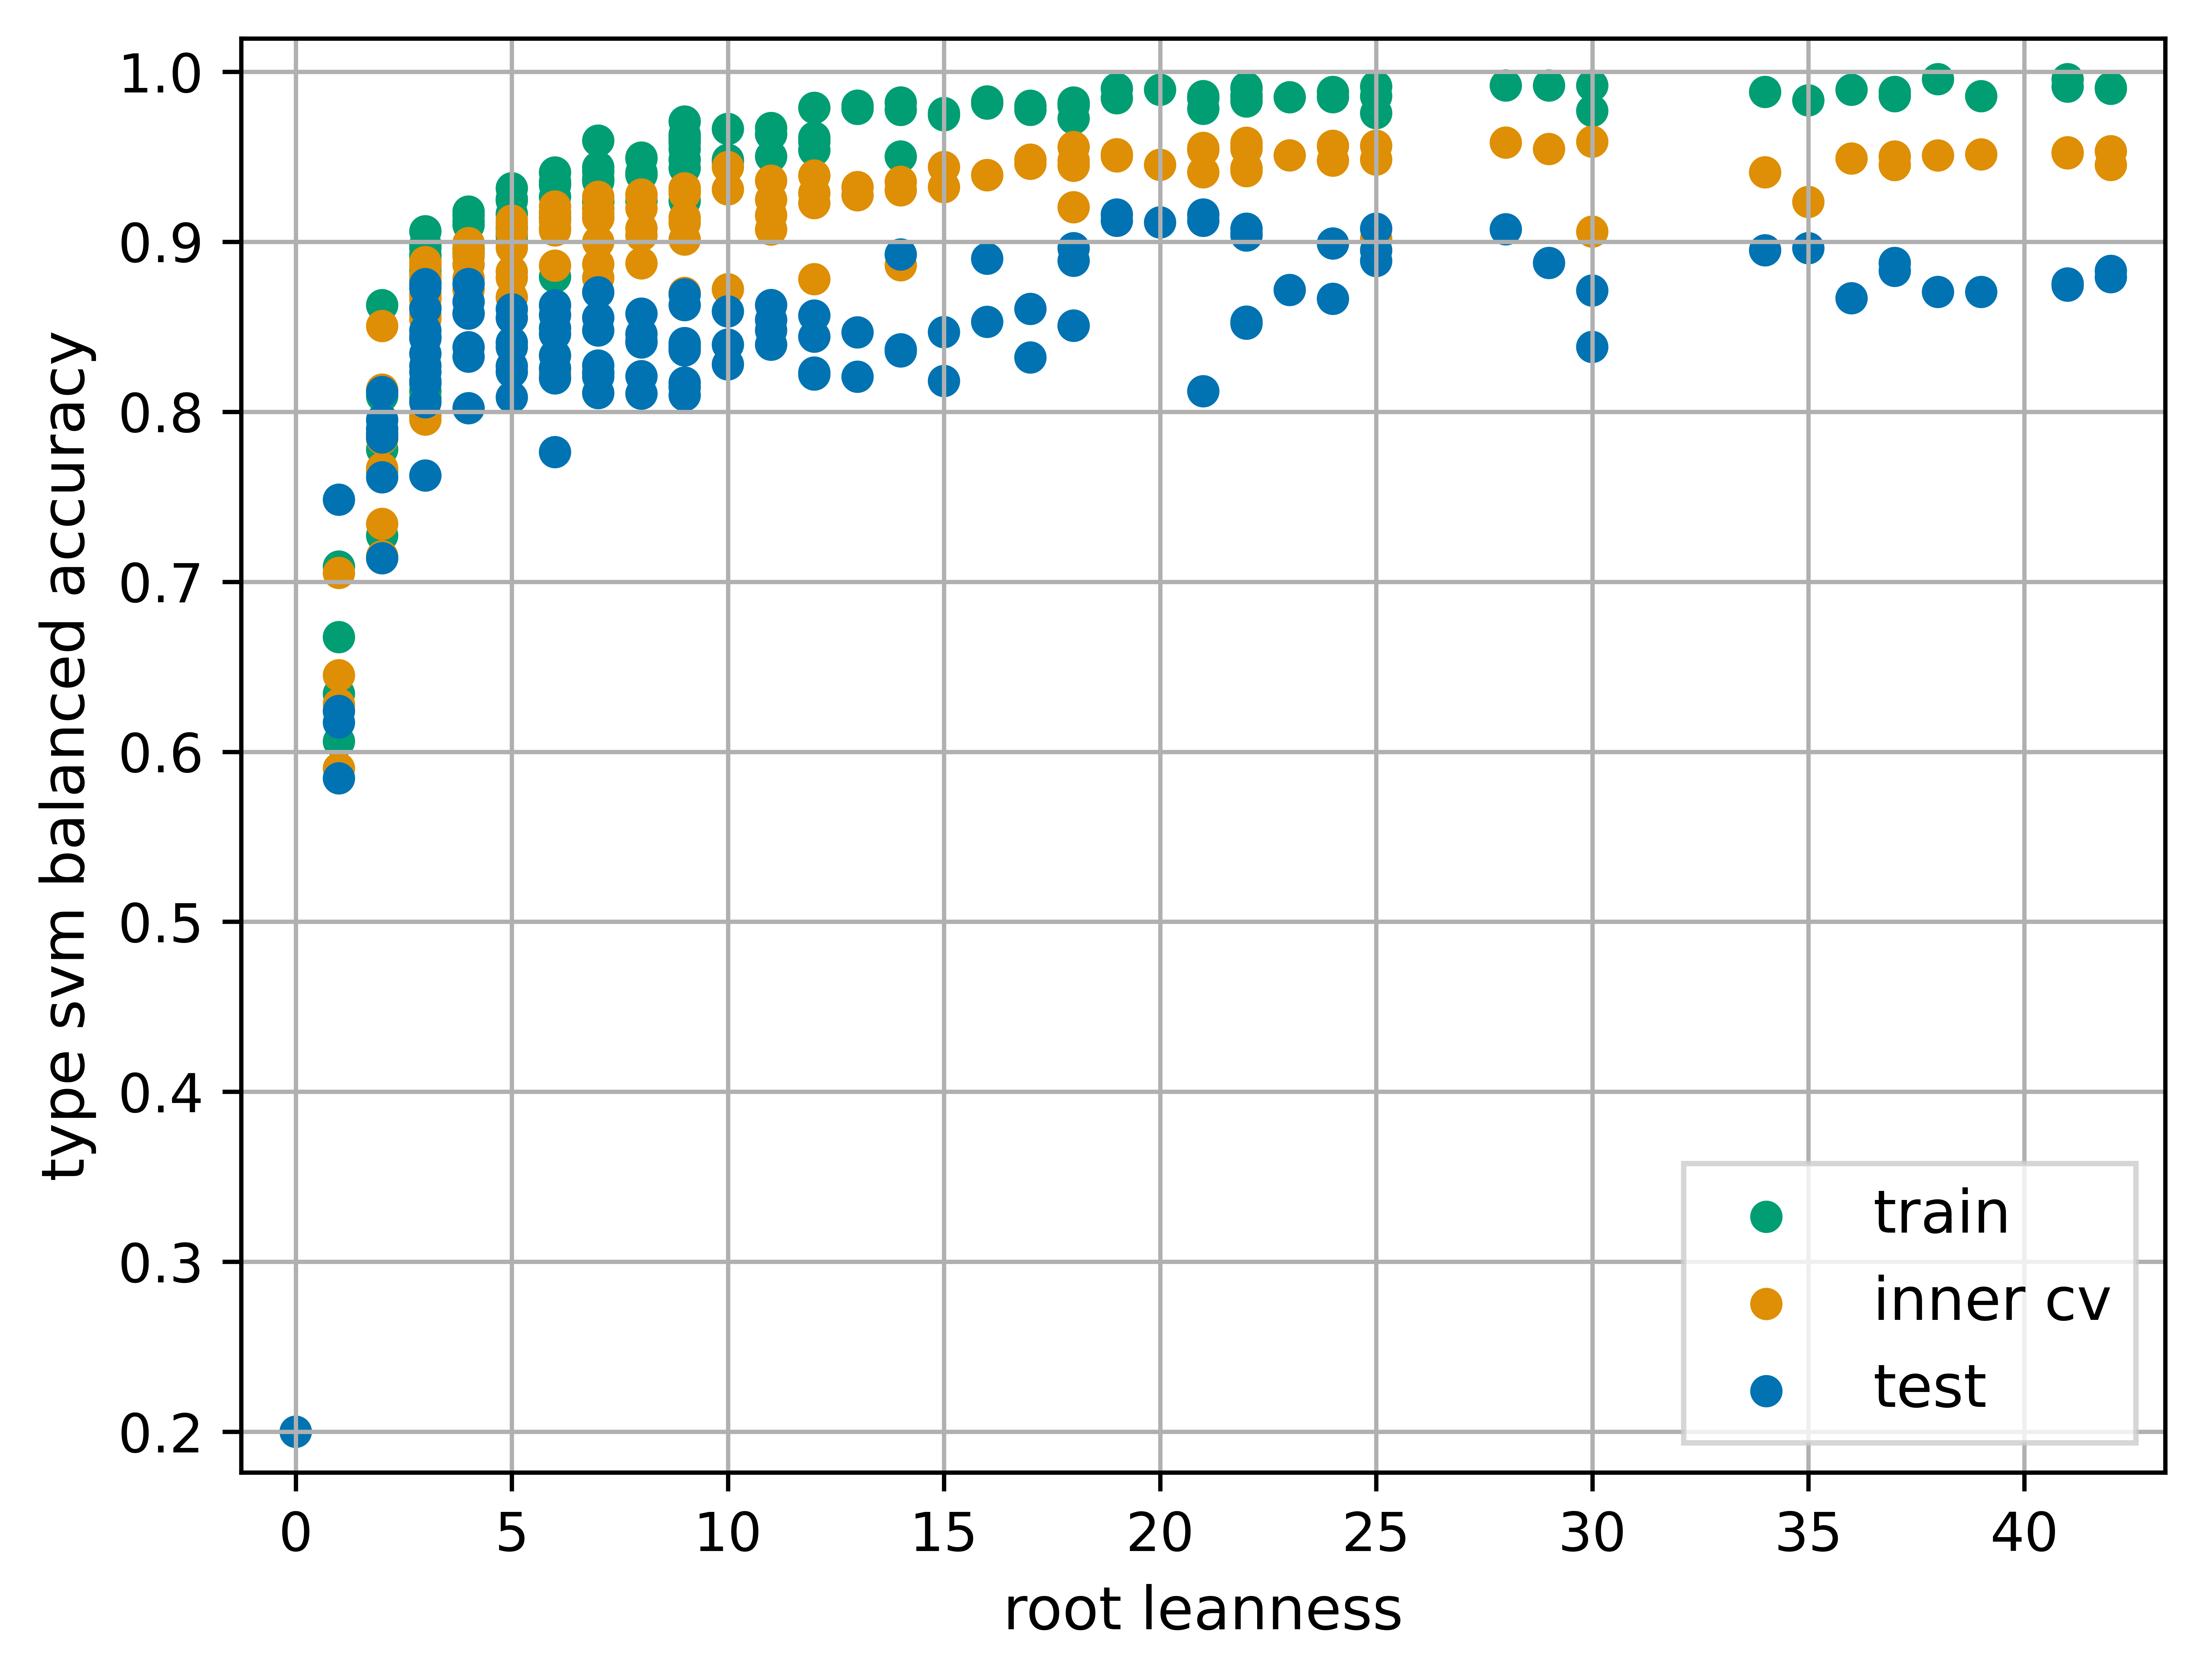 type svm balanced accuracy
1.0
0.9
0.8
0.7
0.6
0.5
0.4
0.3
0.2
train
inner cv
test
0 5 10 15 20 25 30 35 40
root leanness